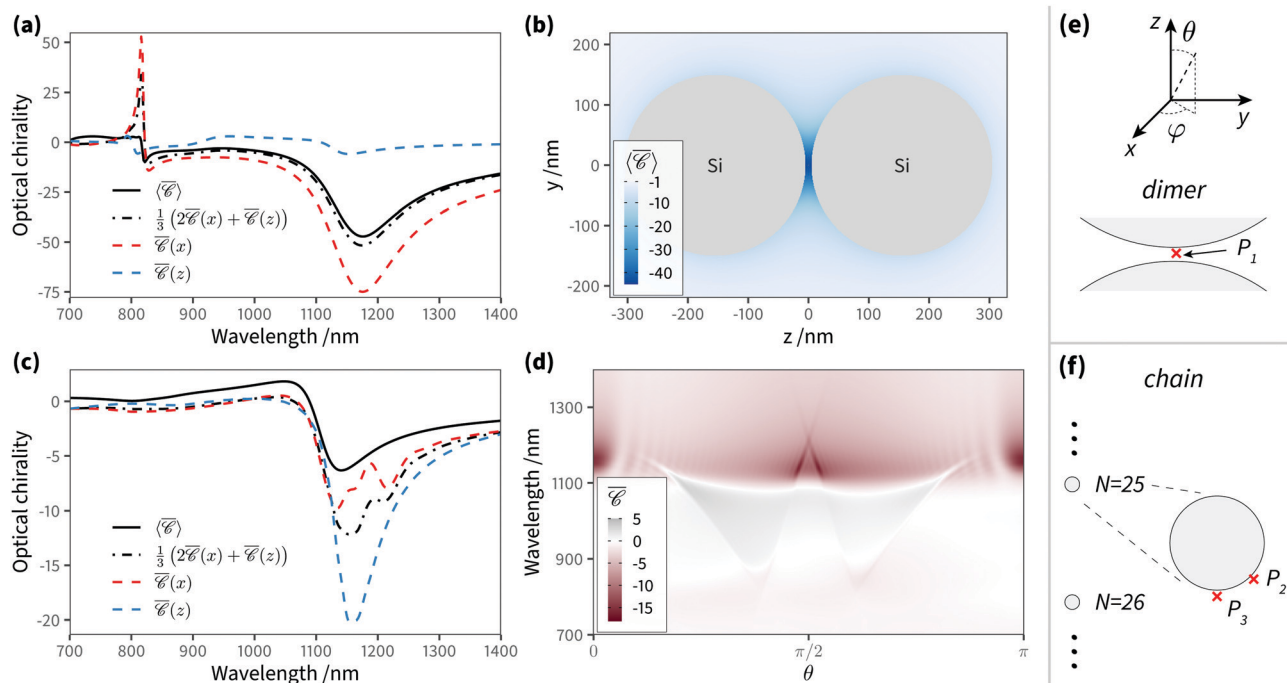 (a)
50
25
0
-25
-50
-75
Optical chirality
⟨𝒞̅⟩
1/3 (2𝒞̅(x) + 𝒞̅(z))
𝒞̅(x)
𝒞̅(z)
700 800 900 1000 1100 1200 1300 1400
Wavelength /nm
(b)
200
100
0
-100
-200
y /nm
Si
Si
⟨𝒞̅⟩
-1
-10
-20
-30
-40
-300 -200 -100 0 100 200 300
z /nm
(e)
z
θ
y
φ
x
dimer
P1
(c)
0
-5
-10
-15
-20
Optical chirality
⟨𝒞̅⟩
1/3 (2𝒞̅(x) + 𝒞̅(z))
𝒞̅(x)
𝒞̅(z)
700 800 900 1000 1100 1200 1300 1400
Wavelength /nm
(d)
1300
1100
900
700
Wavelength /nm
𝒞̅
5
0
-5
-10
-15
0 π/2 π
θ
(f)
chain
N=25
P2
P3
N=26